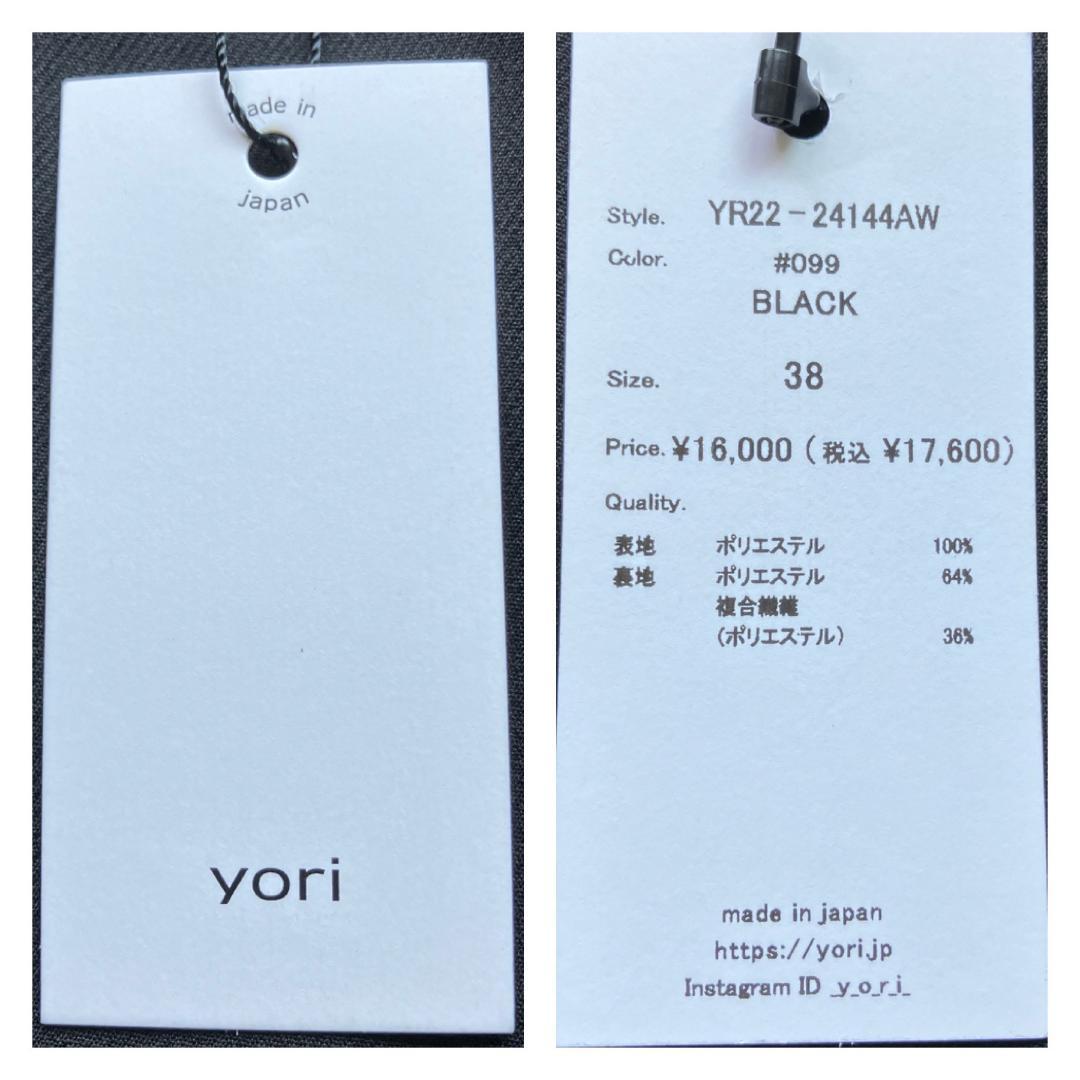 made in
japan
yori
Style. YR22-24144AW
Color. #099
BLACK
Size. 38
Price. ¥16,000 (税込 ¥17,600)
Quality.
表地 ポリエステル 100%
裏地 ポリエステル 64%
複合繊維
(ポリエステル) 36%
made in japan
https://yori.jp
Instagram ID _y_o_r_i_